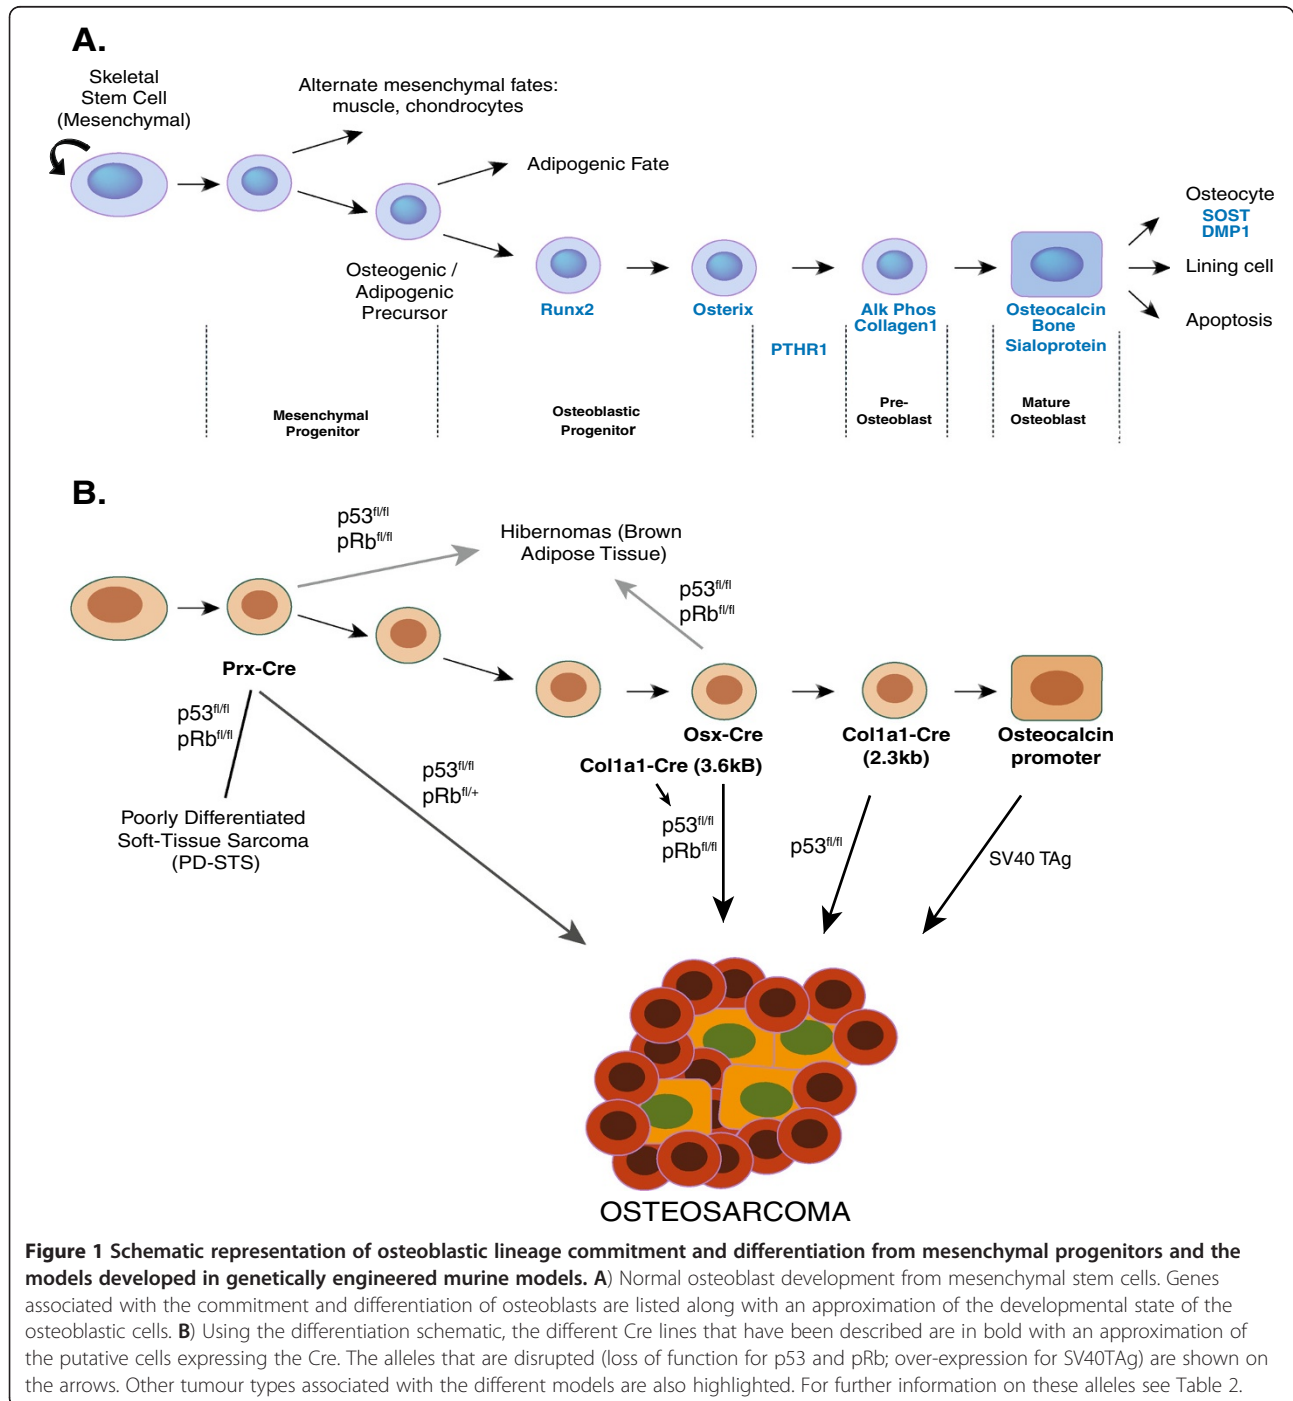 A.
Skeletal
Stem Cell
(Mesenchymal)
Alternate mesenchymal fates:
muscle, chondrocytes
Adipogenic Fate
Osteogenic /
Adipogenic
Precursor
Runx2
Osterix
PTHR1
Alk Phos
Collagen1
Osteocalcin
Bone
Sialoprotein
Osteocyte
SOST
DMP1
Lining cell
Apoptosis
Mesenchymal
Progenitor
Osteoblastic
Progenitor
Pre-
Osteoblast
Mature
Osteoblast
B.
p53fl/fl
pRbfl/fl
Hibernomas (Brown
Adipose Tissue)
p53fl/fl
pRbfl/fl
Prx-Cre
p53fl/fl
pRbfl/fl
Poorly Differentiated
Soft-Tissue Sarcoma
(PD-STS)
p53fl/fl
pRbfl/+
Osx-Cre
Col1a1-Cre (3.6kB)
p53fl/fl
pRbfl/fl
Col1a1-Cre
(2.3kb)
p53fl/fl
Osteocalcin
promoter
SV40 TAg
OSTEOSARCOMA
Figure 1 Schematic representation of osteoblastic lineage commitment and differentiation from mesenchymal progenitors and the
models developed in genetically engineered murine models. A) Normal osteoblast development from mesenchymal stem cells. Genes
associated with the commitment and differentiation of osteoblasts are listed along with an approximation of the developmental state of the
osteoblastic cells. B) Using the differentiation schematic, the different Cre lines that have been described are in bold with an approximation of
the putative cells expressing the Cre. The alleles that are disrupted (loss of function for p53 and pRb; over-expression for SV40TAg) are shown on
the arrows. Other tumour types associated with the different models are also highlighted. For further information on these alleles see Table 2.